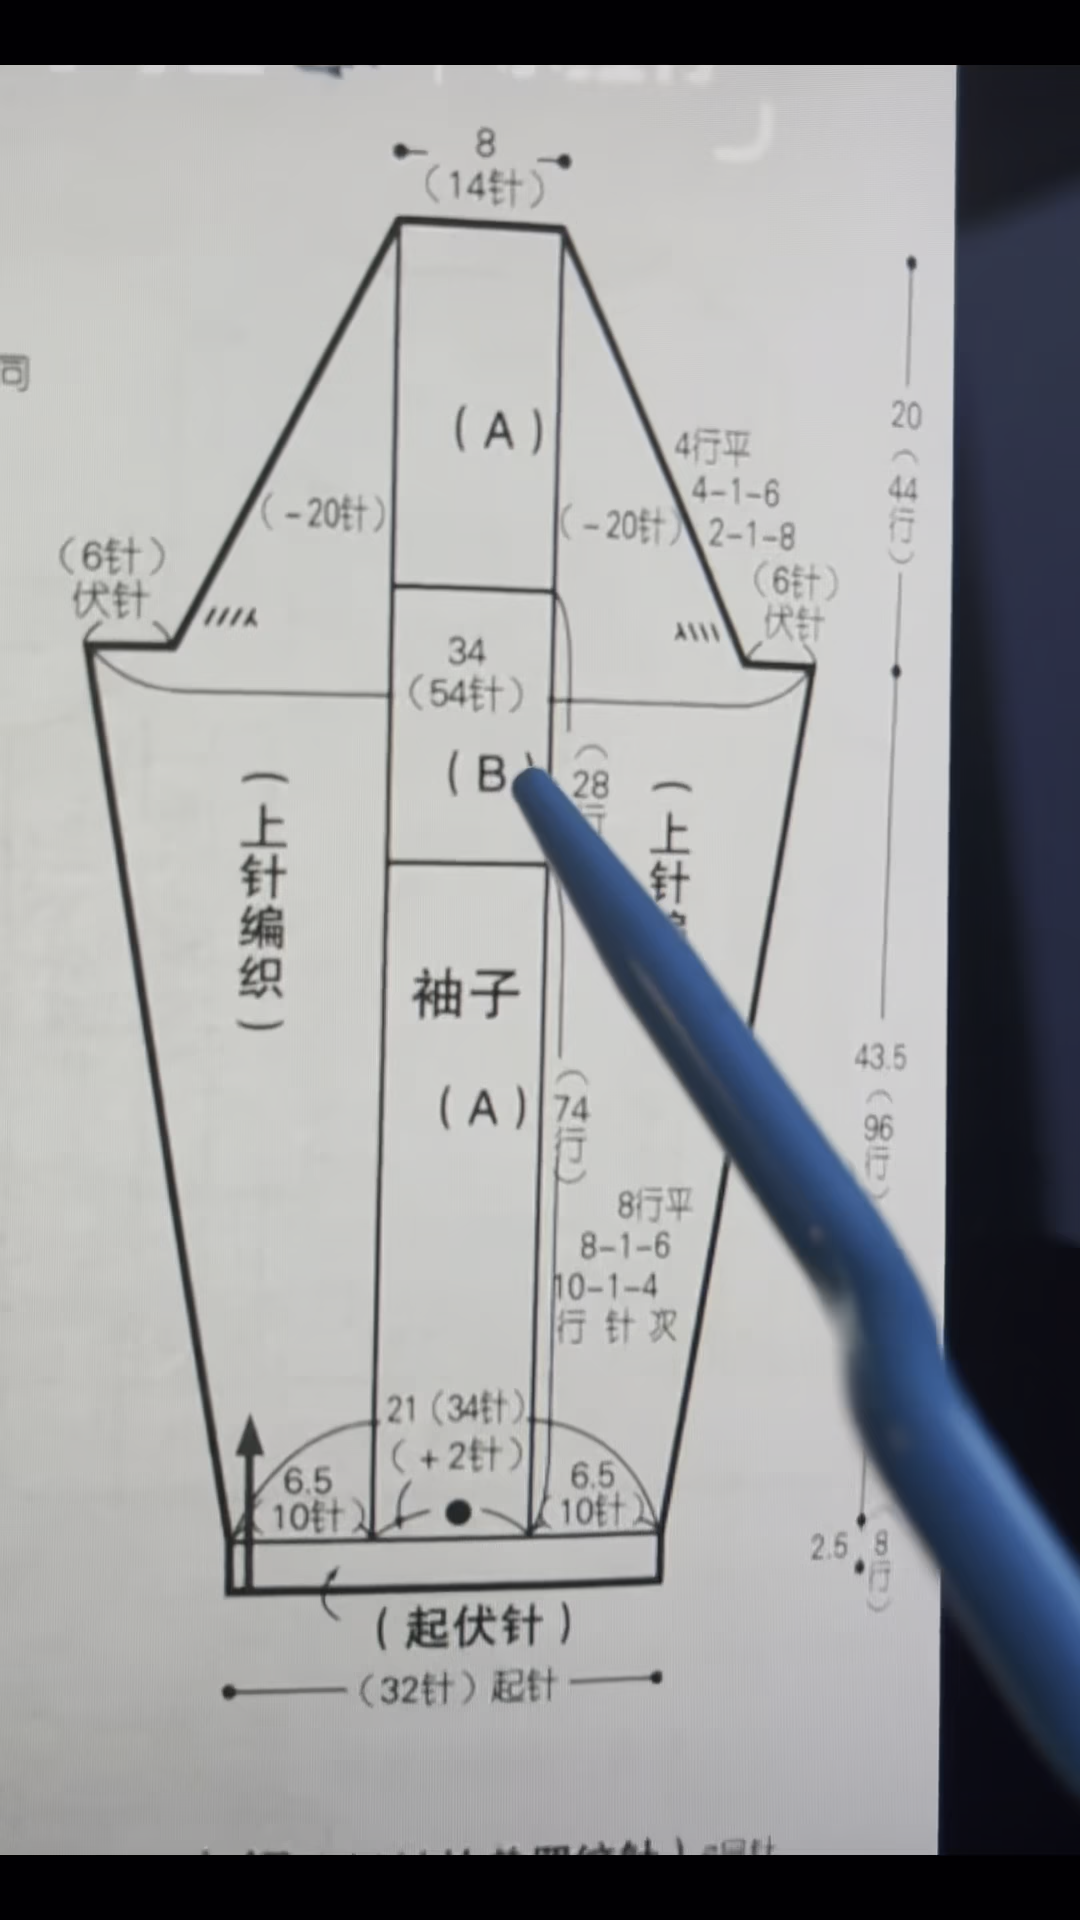 8
（14针）
同
（A）
20
（44行）
4行平
4-1-6
2-1-8
（-20针）
（-20针）
（6针）
伏针
（6针）
伏针
34
（54针）
（B）
（28行
（上针编织）
（上针
袖子
（A）
（74行）
43.5
（96行）
8行平
8-1-6
10-1-4
行 针 次
21（34针）
（+2针）
6.5
（10针）
6.5
（10针）
2.5
8行）
（起伏针）
（32针）起针